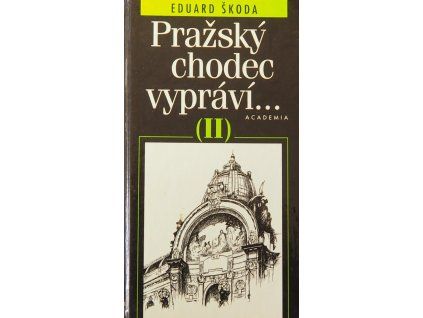 EDUARD ŠKODA
Pražský
chodec
vypráví...
ACADEMIA
(II)